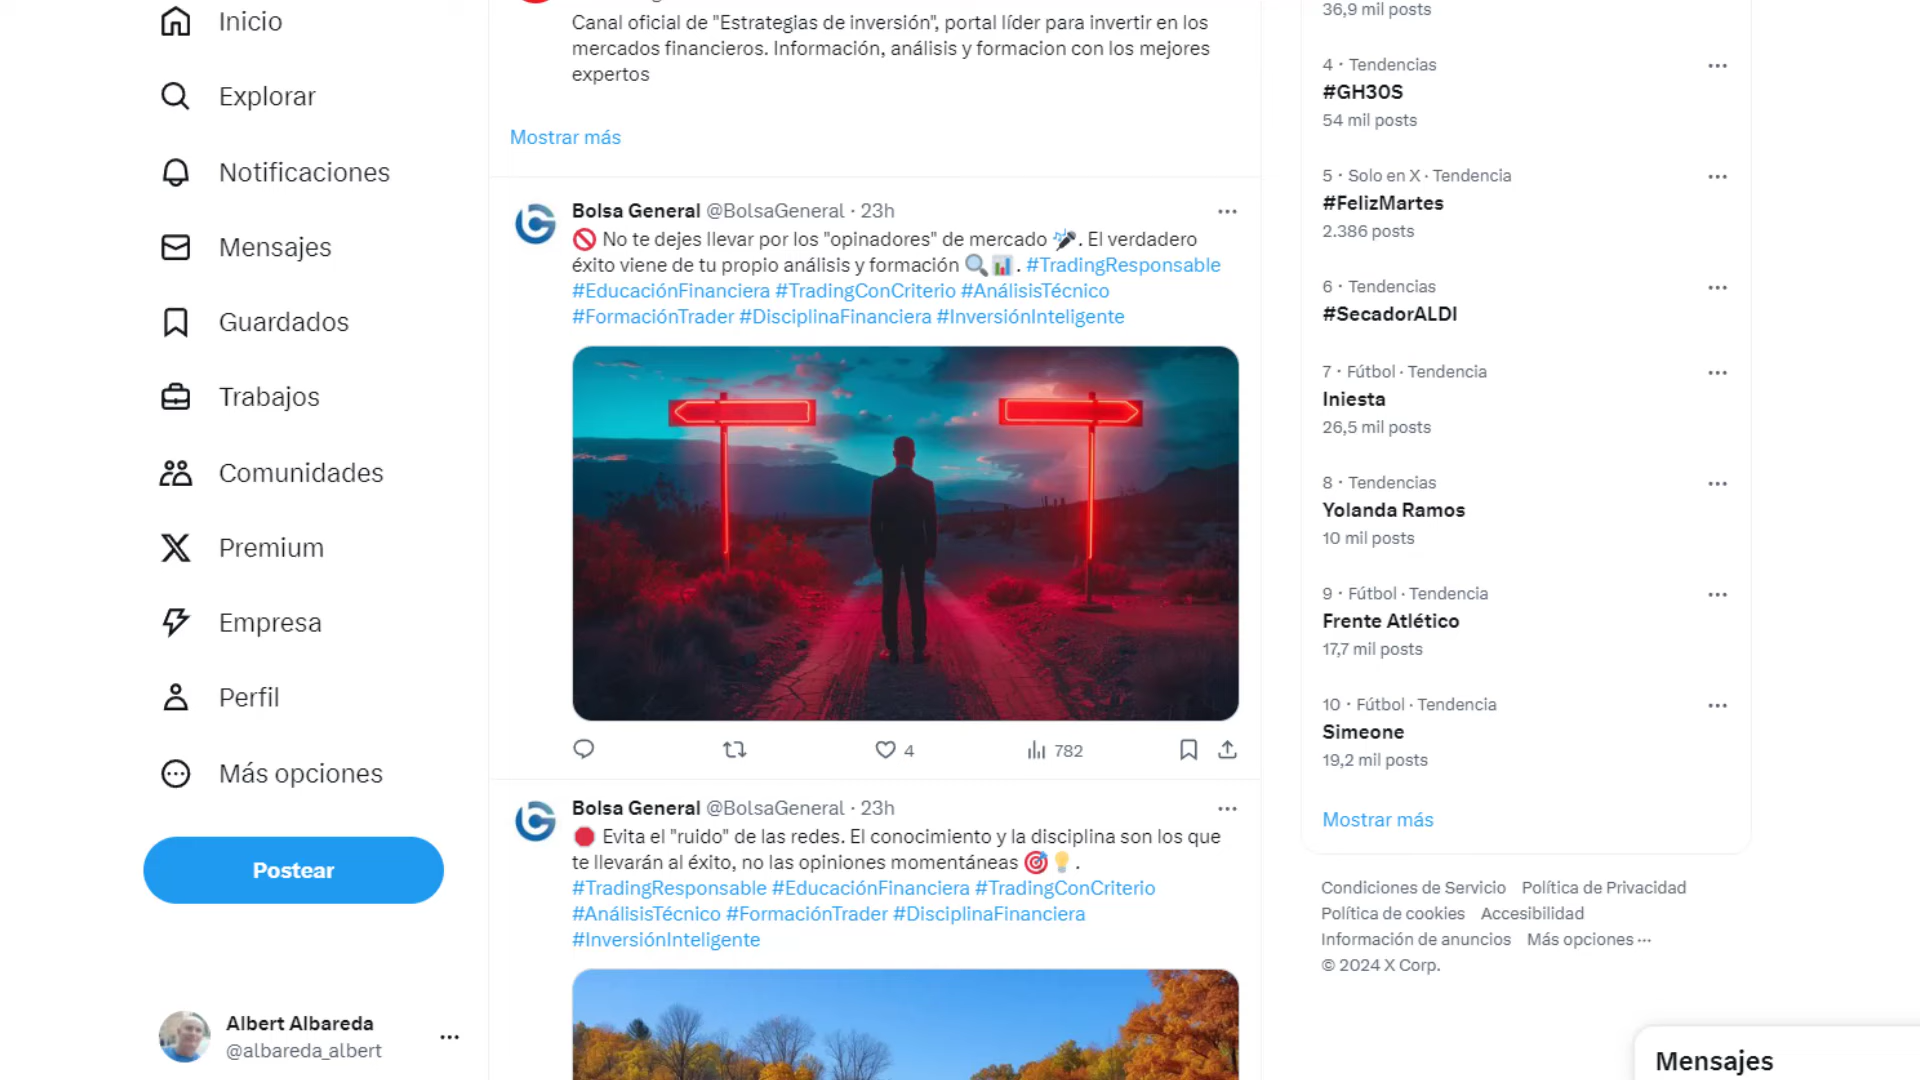 Inicio
Explorar
Notificaciones
Mensajes
Guardados
Trabajos
Comunidades
Premium
Empresa
Perfil
Más opciones
Postear
Albert Albareda
@albareda_albert
Canal oficial de "Estrategias de inversión", portal líder para invertir en los
mercados financieros. Información, análisis y formacion con los mejores
expertos
Mostrar más
Bolsa General @BolsaGeneral · 23h
🚫 No te dejes llevar por los "opinadores" de mercado 🎤. El verdadero
éxito viene de tu propio análisis y formación 🔍📊. #TradingResponsable
#EducaciónFinanciera #TradingConCriterio #AnálisisTécnico
#FormaciónTrader #DisciplinaFinanciera #InversiónInteligente
4
782
Bolsa General @BolsaGeneral · 23h
🛑 Evita el "ruido" de las redes. El conocimiento y la disciplina son los que
te llevarán al éxito, no las opiniones momentáneas 🎯💡.
#TradingResponsable #EducaciónFinanciera #TradingConCriterio
#AnálisisTécnico #FormaciónTrader #DisciplinaFinanciera
#InversiónInteligente
36,9 mil posts
4 · Tendencias
#GH30S
54 mil posts
5 · Solo en X · Tendencia
#FelizMartes
2.386 posts
6 · Tendencias
#SecadorALDI
7 · Fútbol · Tendencia
Iniesta
26,5 mil posts
8 · Tendencias
Yolanda Ramos
10 mil posts
9 · Fútbol · Tendencia
Frente Atlético
17,7 mil posts
10 · Fútbol · Tendencia
Simeone
19,2 mil posts
Mostrar más
Condiciones de Servicio Política de Privacidad
Política de cookies Accesibilidad
Información de anuncios Más opciones ···
© 2024 X Corp.
Mensajes